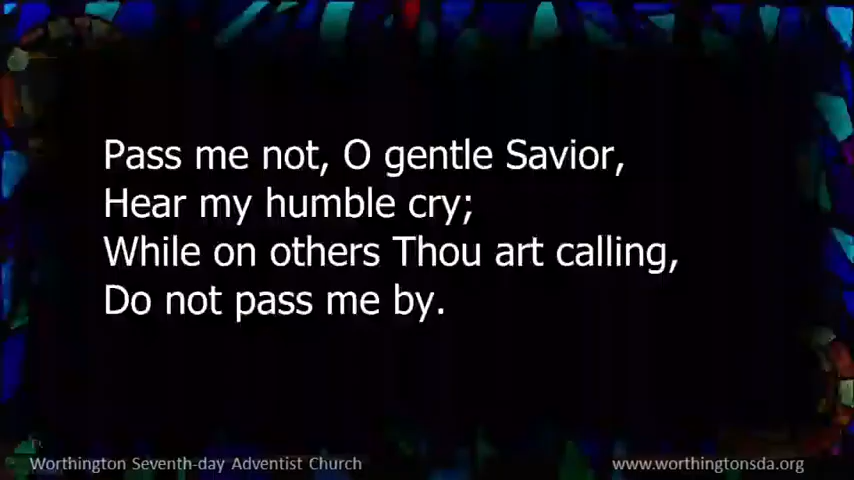 Pass me not, O gentle Savior,
Hear my humble cry;
While on others Thou art calling,
Do not pass me by.
Worthington Seventh-day Adventist Church
www.worthingtonsda.org